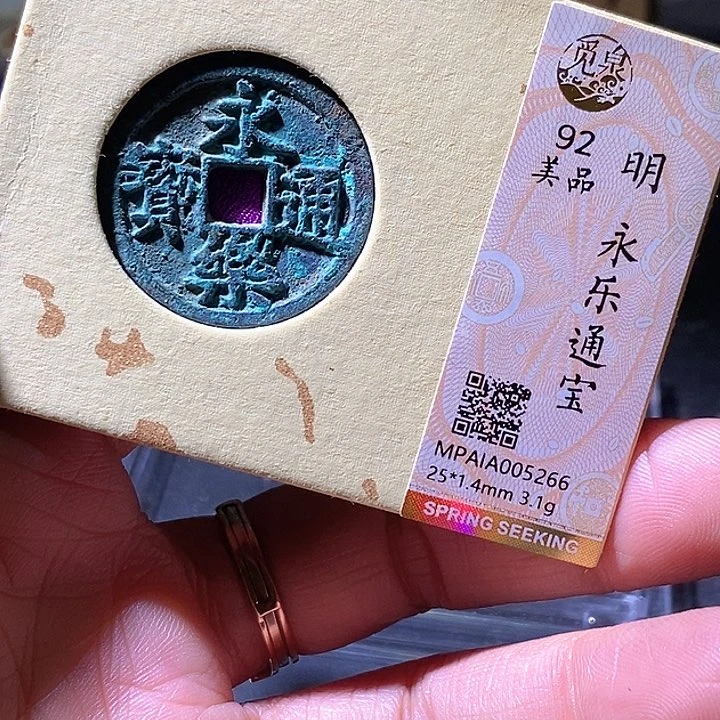 永樂通寶
覓泉
92
美品
明
永乐通宝
MPAIA005266
25*1.4mm 3.1g
SPRING SEEKING